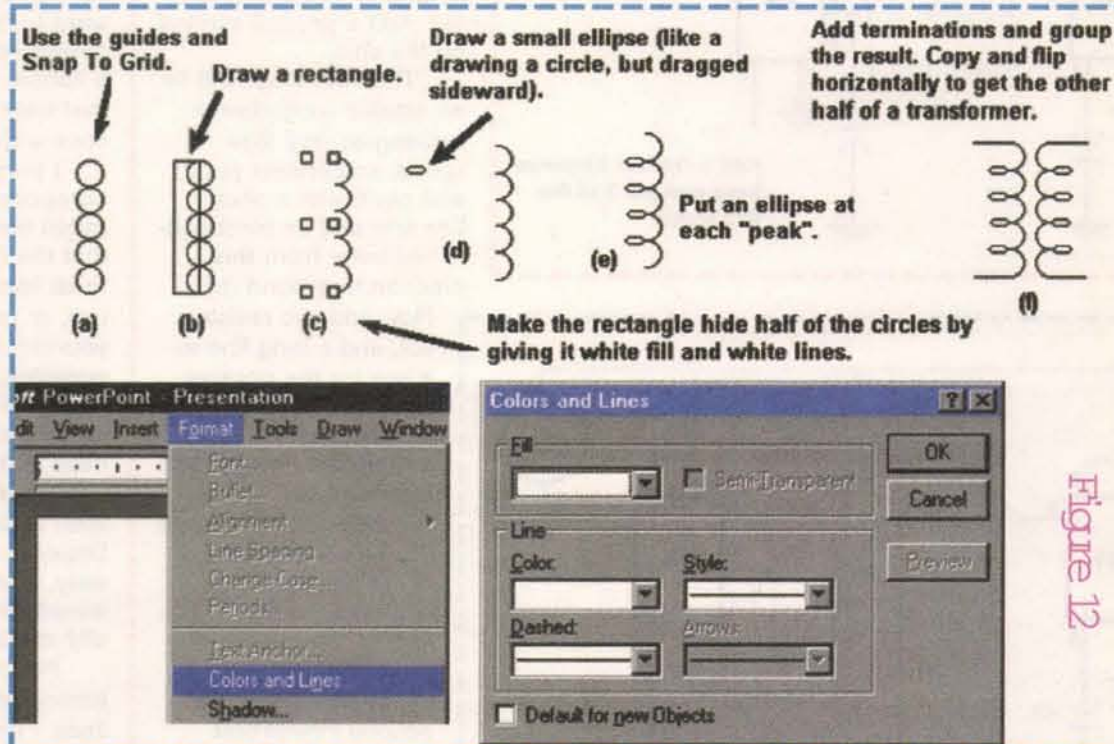 Use the guides and
Snap To Grid.
Draw a rectangle.
Draw a small ellipse (like a
drawing a circle, but dragged
sideward).
Add terminations and group
the result. Copy and flip
horizontally to get the other
half of a transformer.
Put an ellipse at
each "peak".
(a)
(b)
(c)
(d)
(e)
(f)
Make the rectangle hide half of the circles by
giving it white fill and white lines.
oft PowerPoint - Presentation
dit View Insert Format Tools Draw Window
Font...
Bullet...
Alignment
Line Spacing
Change Case...
Periods...
Text Anchor...
Colors and Lines
Shadow...
Colors and Lines
Fill
Semi-Transparent
Line
Color:
Style:
Dashed:
Arrows:
Default for new Objects
OK
Cancel
Preview
Figure 12